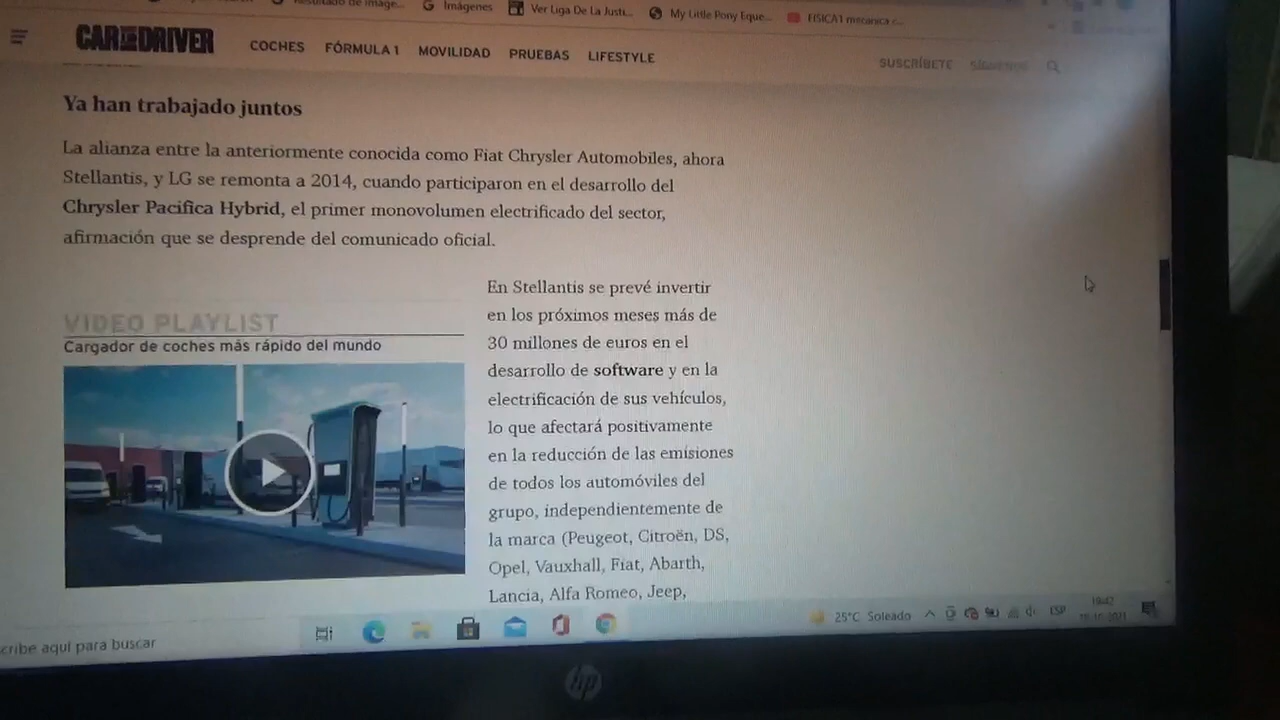 Resultado de image...
Imágenes
Ver Liga De La Justi...
My Little Pony Eque...
FISICA1 mecanica c...
CAR AND DRIVER
COCHES FÓRMULA 1 MOVILIDAD PRUEBAS LIFESTYLE
SUSCRÍBETE
Ya han trabajado juntos
La alianza entre la anteriormente conocida como Fiat Chrysler Automobiles, ahora
Stellantis, y LG se remonta a 2014, cuando participaron en el desarrollo del
Chrysler Pacifica Hybrid, el primer monovolumen electrificado del sector,
afirmación que se desprende del comunicado oficial.
VIDEO PLAYLIST
Cargador de coches más rápido del mundo
En Stellantis se prevé invertir
en los próximos meses más de
30 millones de euros en el
desarrollo de software y en la
electrificación de sus vehículos,
lo que afectará positivamente
en la reducción de las emisiones
de todos los automóviles del
grupo, independientemente de
la marca (Peugeot, Citroën, DS,
Opel, Vauxhall, Fiat, Abarth,
Lancia, Alfa Romeo, Jeep,
cribe aquí para buscar
25°C Soleado
ESP
hp